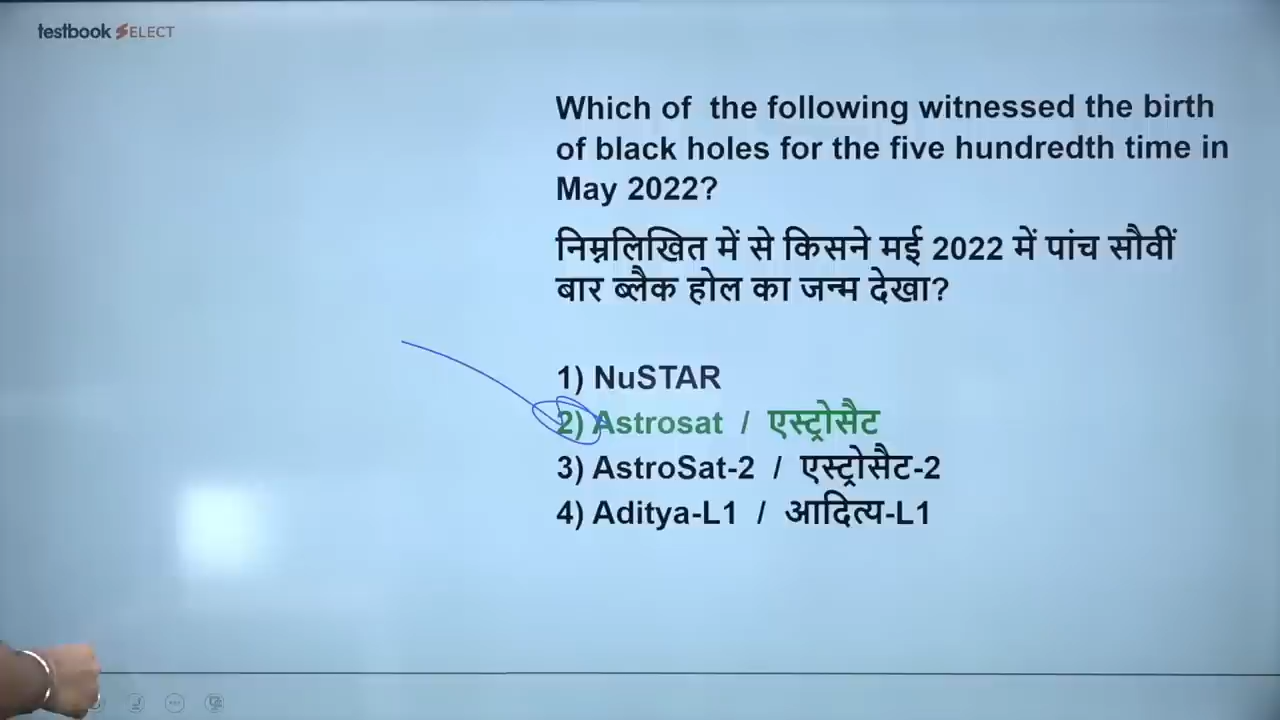 testbook SELECT
Which of the following witnessed the birth
of black holes for the five hundredth time in
May 2022?
निम्नलिखित में से किसने मई 2022 में पांच सौवीं
बार ब्लैक होल का जन्म देखा?
1) NuSTAR
2) Astrosat / एस्ट्रोसैट
3) AstroSat-2 / एस्ट्रोसैट-2
4) Aditya-L1 / आदित्य-L1